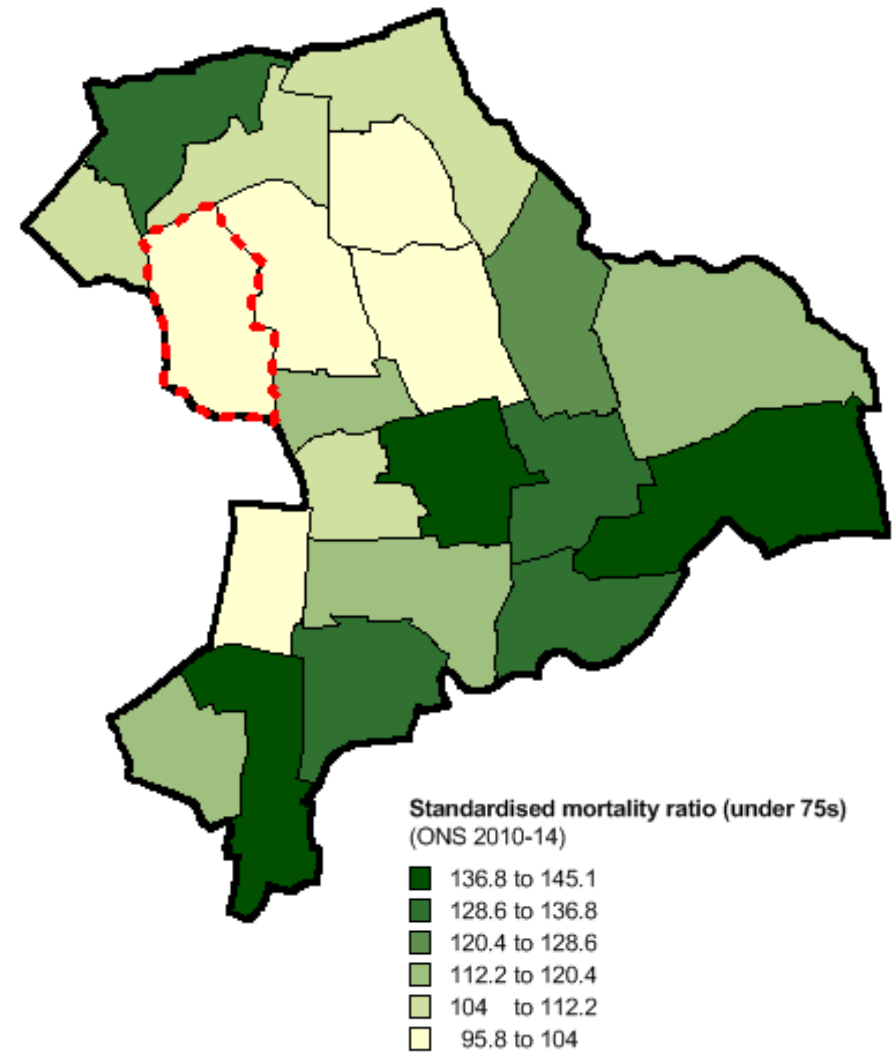 Standardised mortality ratio (under 75s)
(ONS 2010-14)
136.8 to 145.1
128.6 to 136.8
120.4 to 128.6
112.2 to 120.4
104 to 112.2
95.8 to 104